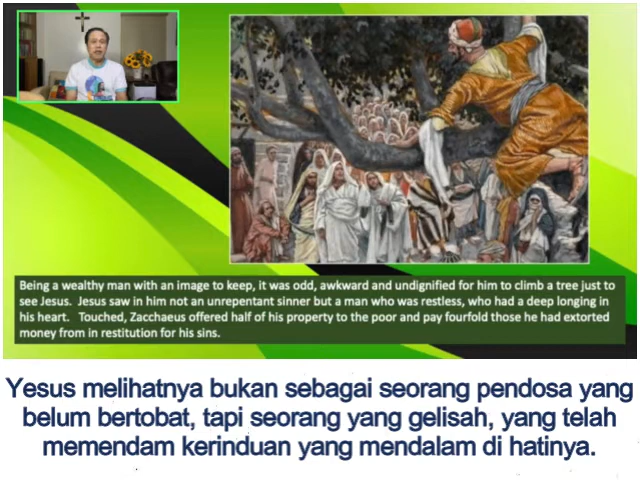 Being a wealthy man with an image to keep, it was odd, awkward and undignified for him to climb a tree just to
see Jesus.  Jesus saw in him not an unrepentant sinner but a man who was restless, who had a deep longing in
his heart.   Touched, Zacchaeus offered half of his property to the poor and pay fourfold those he had extorted
money from in restitution for his sins.
Yesus melihatnya bukan sebagai seorang pendosa yang
belum bertobat, tapi seorang yang gelisah, yang telah
memendam kerinduan yang mendalam di hatinya.